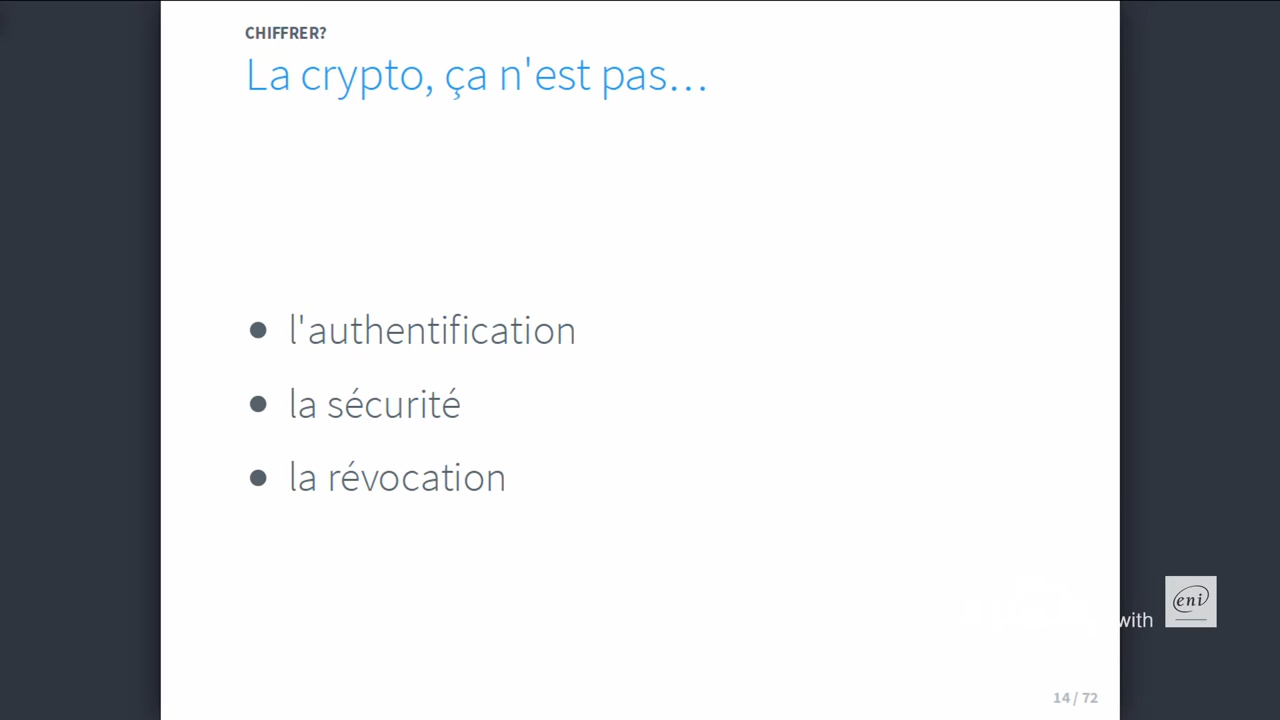 CHIFFRER?
La crypto, ça n'est pas...
● l'authentification
● la sécurité
● la révocation
with
eni
14 / 72